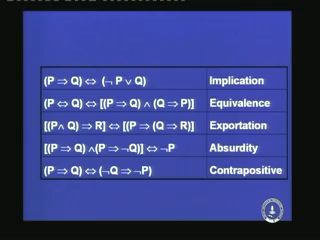 (P ⇒ Q) ⇔ (¬ P ∨ Q) Implication
(P ⇔ Q) ⇔ [(P ⇒ Q) ∧ (Q ⇒ P)] Equivalence
[(P∧ Q) ⇒ R] ⇔ [(P ⇒ (Q ⇒ R)] Exportation
[(P ⇒ Q) ∧(P ⇒ ¬Q)] ⇔ ¬P Absurdity
(P ⇒ Q) ⇔ (¬Q ⇒ ¬P) Contrapositive